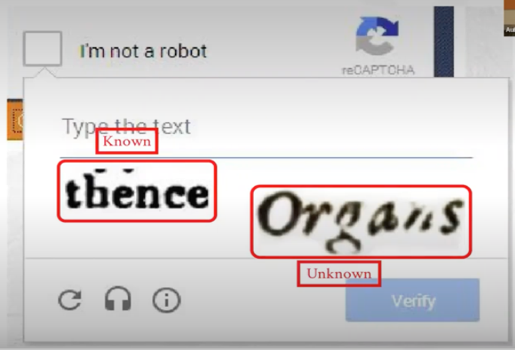 I'm not a robot
reCAPTCHA
Type the text
Known
thence Organs
Unknown
Verify